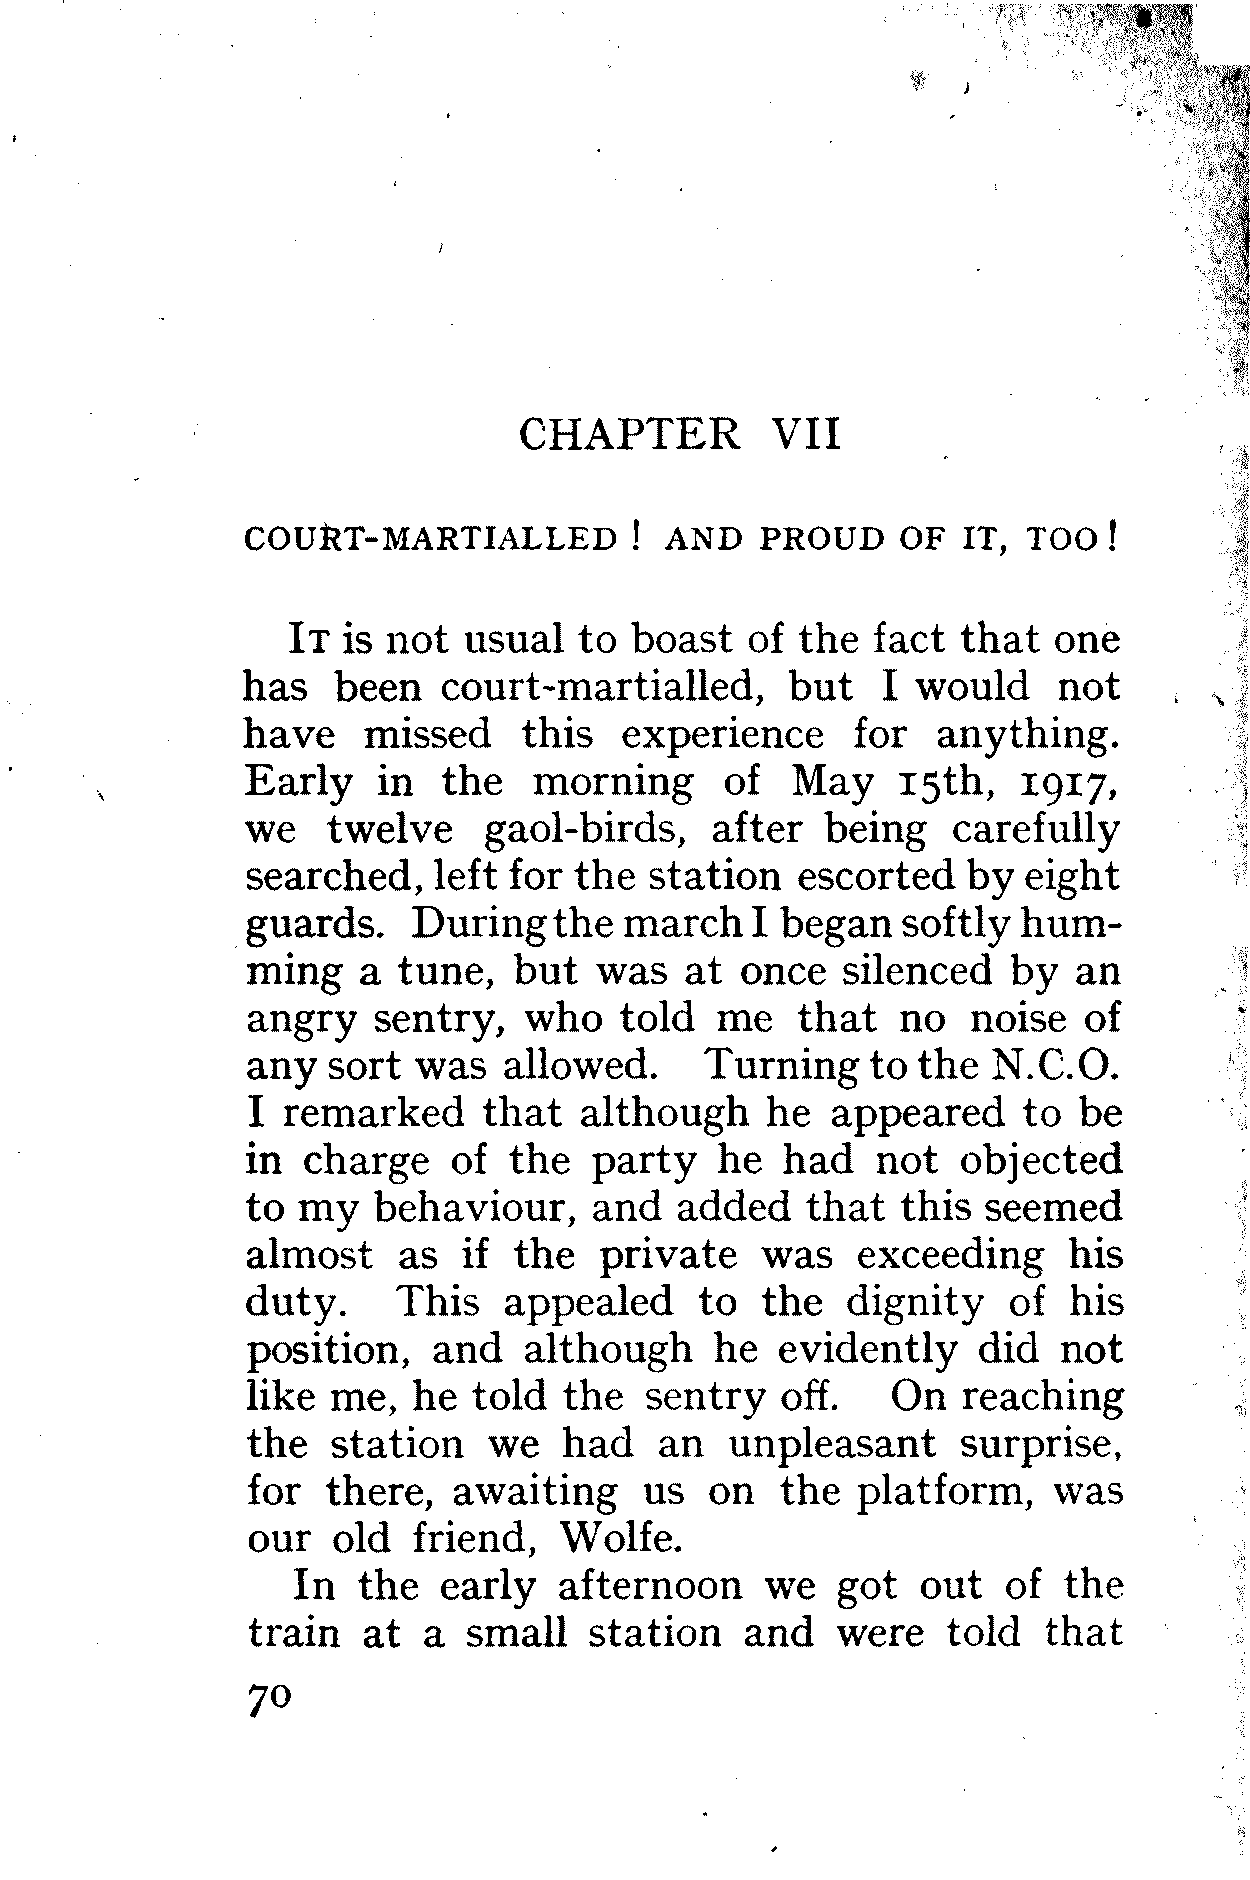 CHAPTER VII
COURT-MARTIALLED ! AND PROUD OF IT, TOO !
IT is not usual to boast of the fact that one
has been court-martialled, but I would not
have missed this experience for anything.
Early in the morning of May 15th, 1917,
we twelve gaol-birds, after being carefully
searched, left for the station escorted by eight
guards. During the march I began softly hum-
ming a tune, but was at once silenced by an
angry sentry, who told me that no noise of
any sort was allowed. Turning to the N.C.O.
I remarked that although he appeared to be
in charge of the party he had not objected
to my behaviour, and added that this seemed
almost as if the private was exceeding his
duty. This appealed to the dignity of his
position, and although he evidently did not
like me, he told the sentry off. On reaching
the station we had an unpleasant surprise,
for there, awaiting us on the platform, was
our old friend, Wolfe.
In the early afternoon we got out of the
train at a small station and were told that
70